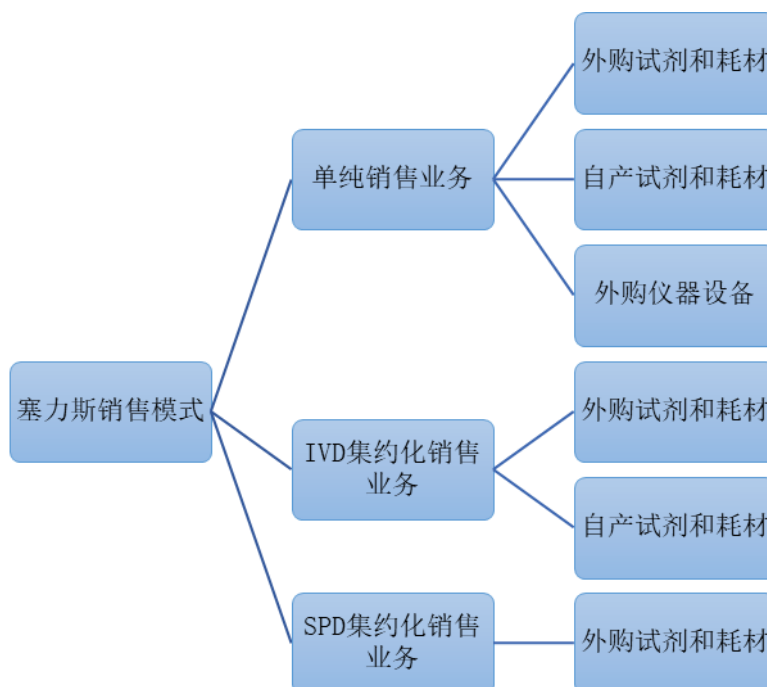 外购试剂和耗材
单纯销售业务
自产试剂和耗材
外购仪器设备
塞力斯销售模式
外购试剂和耗材
IVD集约化销售
业务
自产试剂和耗材
SPD集约化销售
业务
外购试剂和耗材